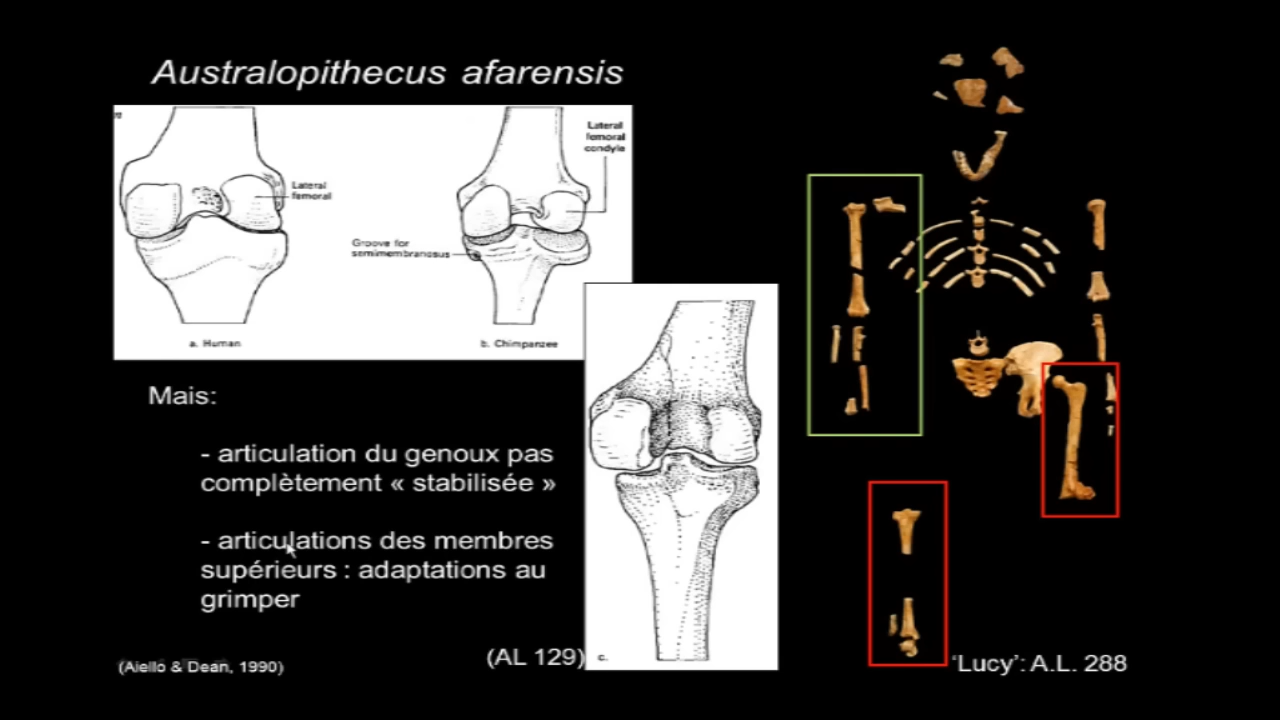 Australopithecus afarensis
Lateral
femoral
condyle
Lateral
femoral
Groove for
semimembranosus
a. Human
b. Chimpanzee
Mais:
- articulation du genoux pas
complètement « stabilisée »
- articulations des membres
supérieurs : adaptations au
grimper
(Aiello & Dean, 1990)
(AL 129)
c.
'Lucy': A.L. 288